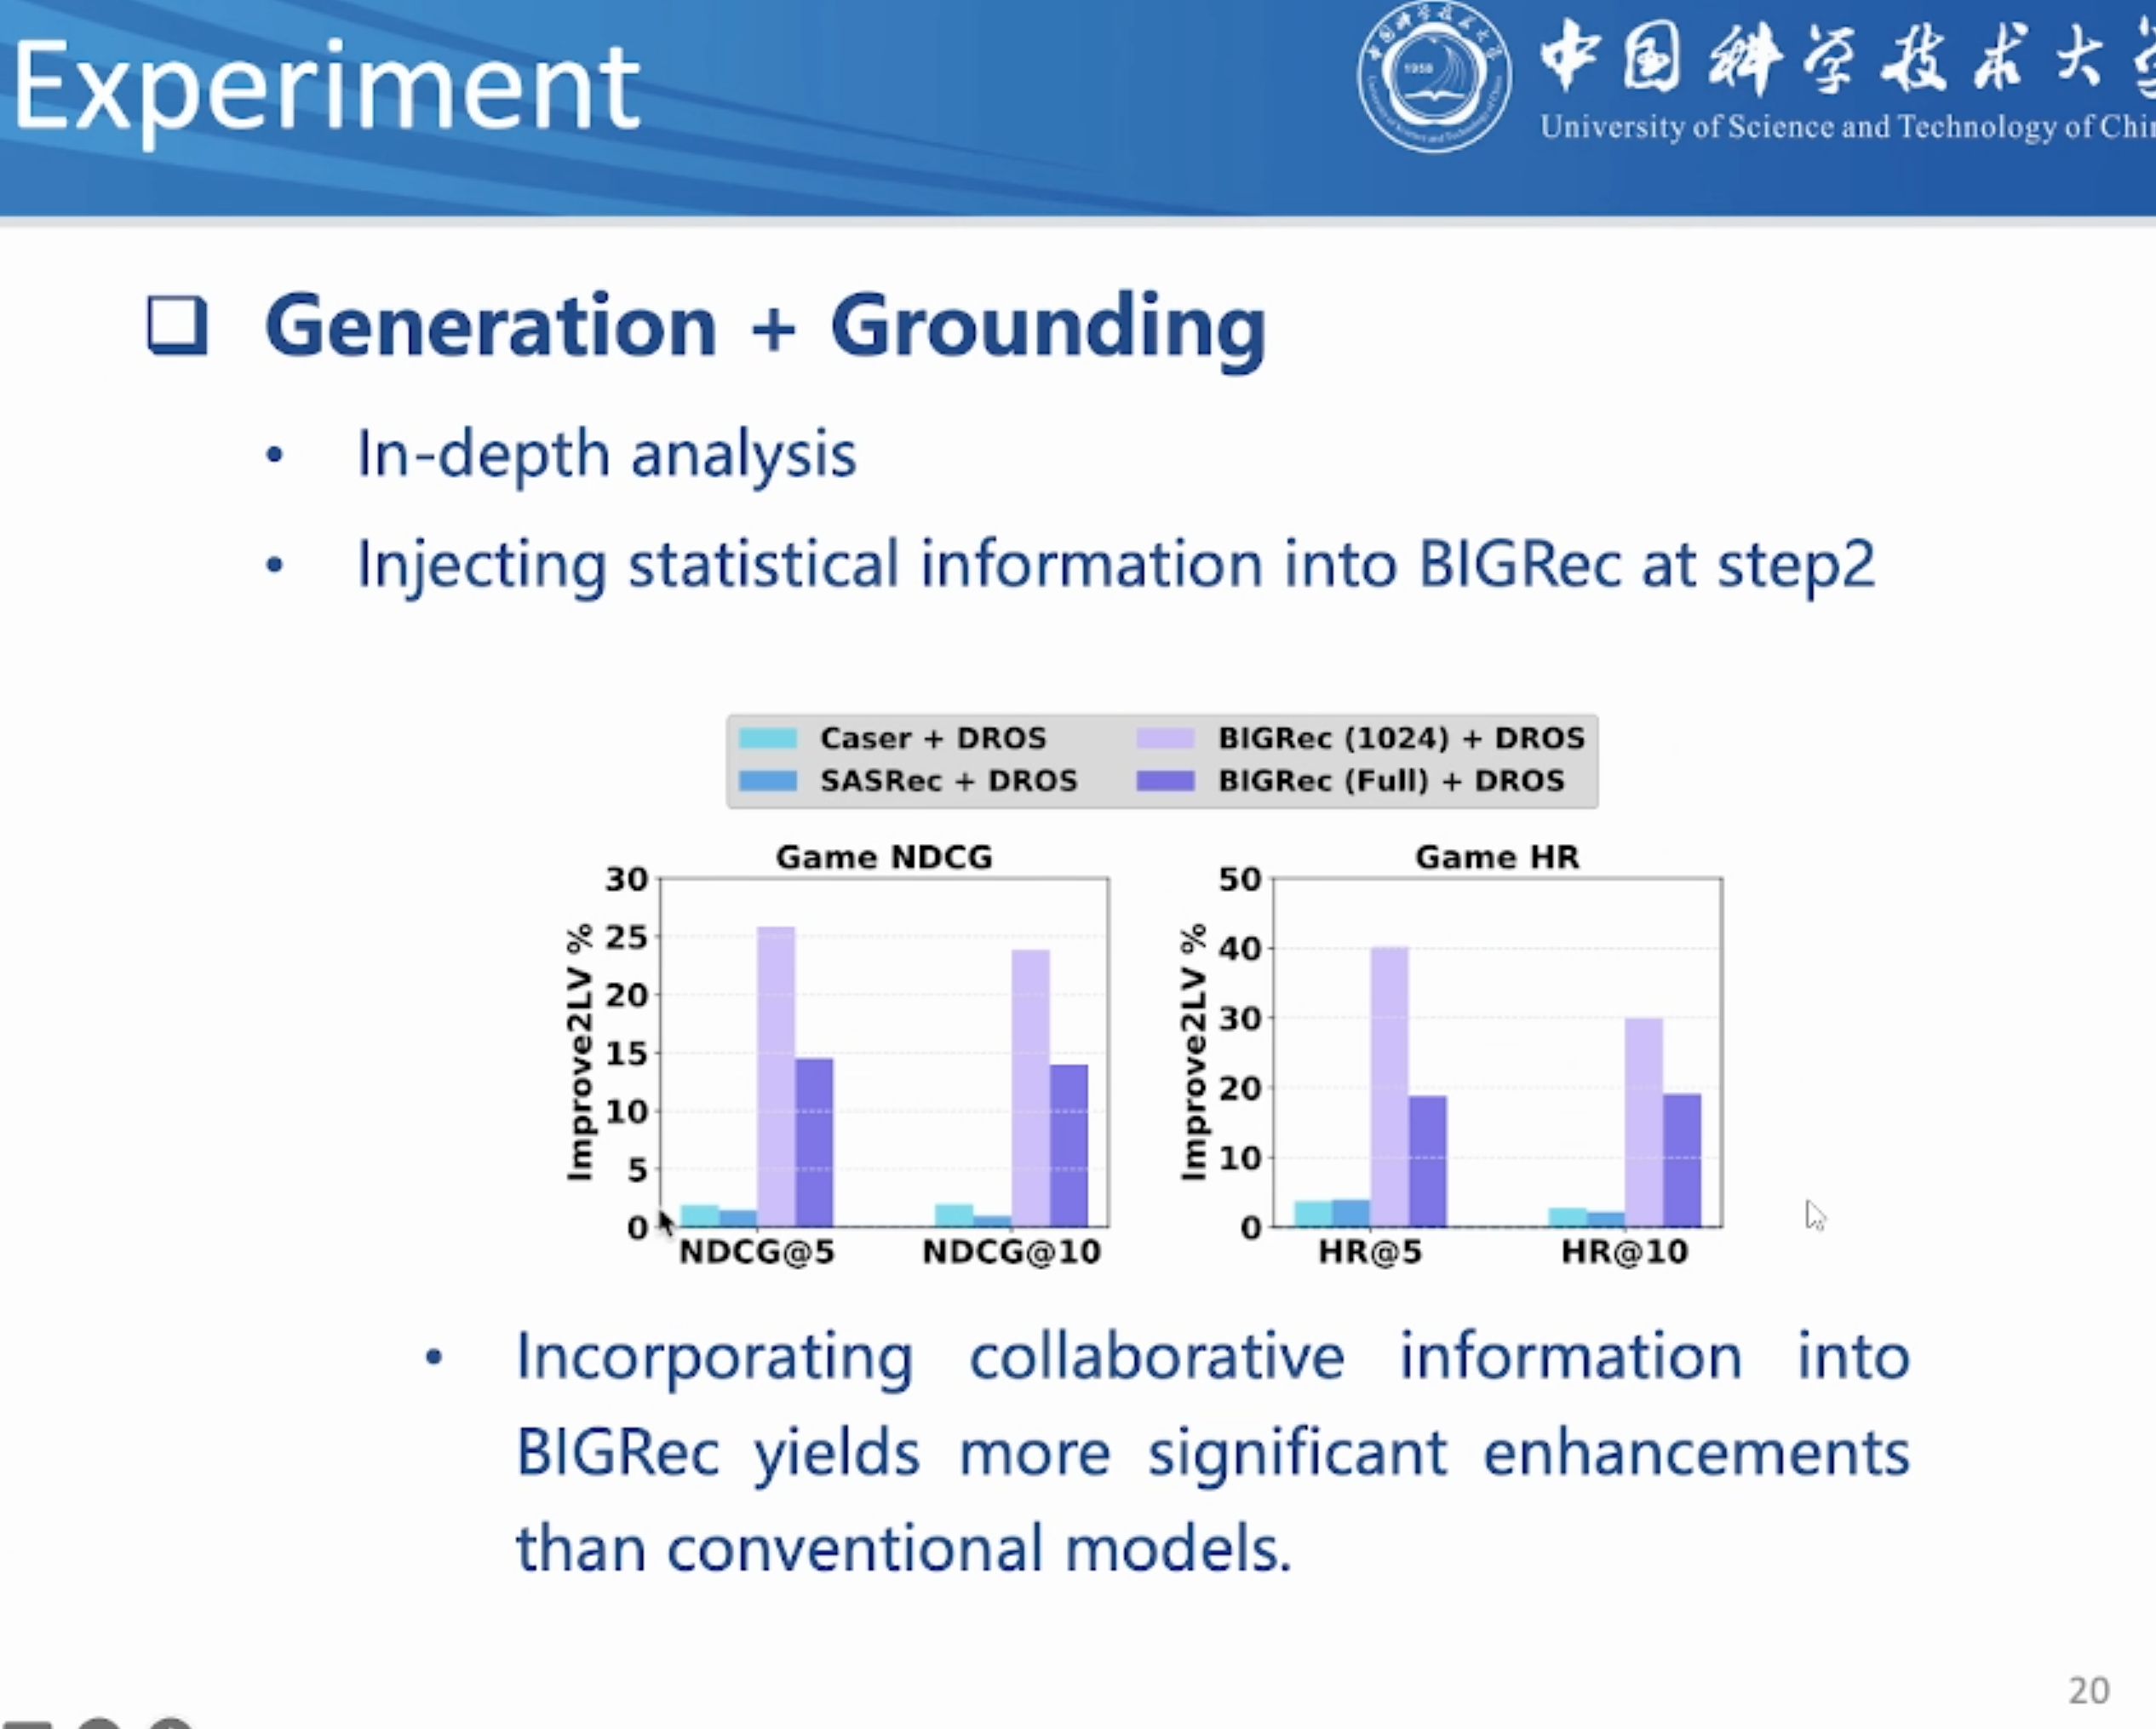 Experiment
中国科学技术大学
University of Science and Technology of Chin
1958
Generation + Grounding
• In-depth analysis
• Injecting statistical information into BIGRec at step2
Caser + DROS
BIGRec (1024) + DROS
SASRec + DROS
BIGRec (Full) + DROS
Game NDCG
30
25
20
15
10
5
0
Improve2LV %
NDCG@5
NDCG@10
Game HR
50
40
30
20
10
0
Improve2LV %
HR@5
HR@10
• Incorporating collaborative information into
BIGRec yields more significant enhancements
than conventional models.
20